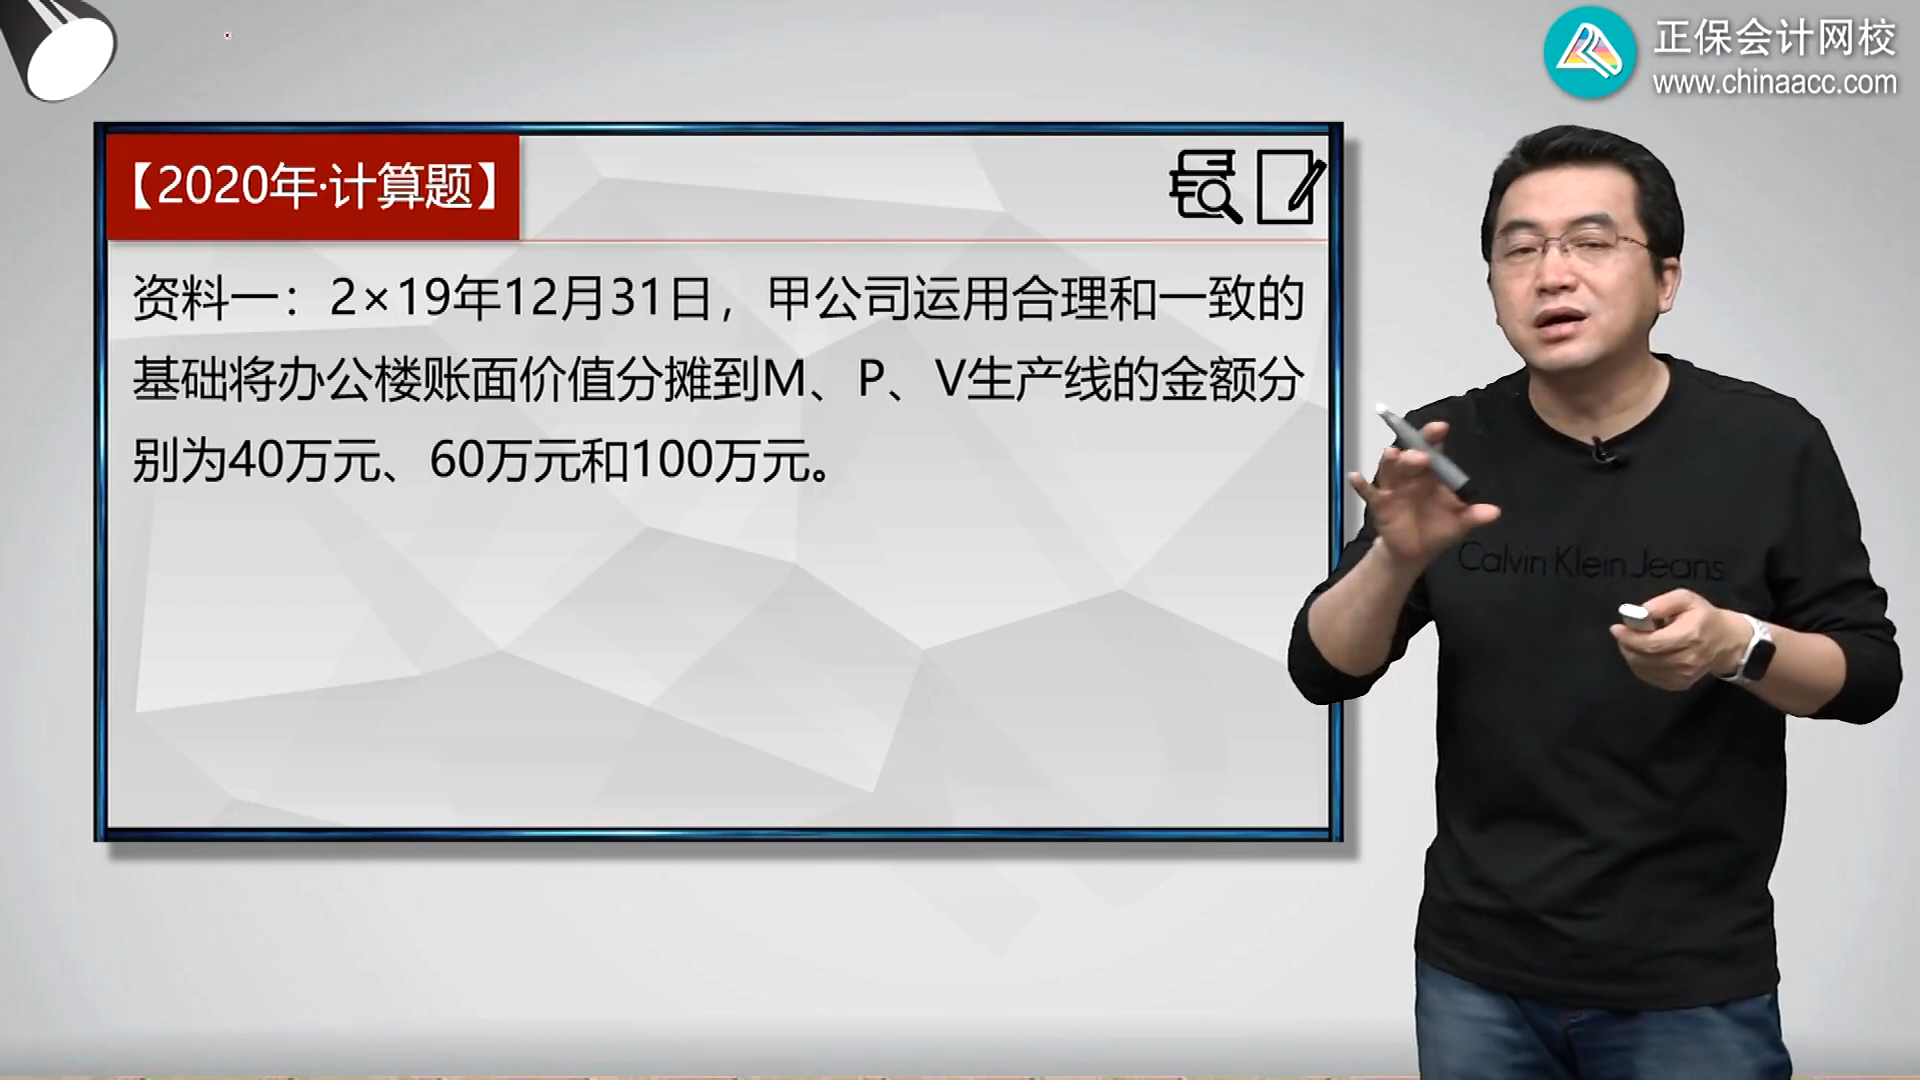 正保会计网校
www.chinaacc.com
【2020年·计算题】
资料一：2×19年12月31日，甲公司运用合理和一致的
基础将办公楼账面价值分摊到M、P、V生产线的金额分
别为40万元、60万元和100万元。
Calvin Klein Jeans